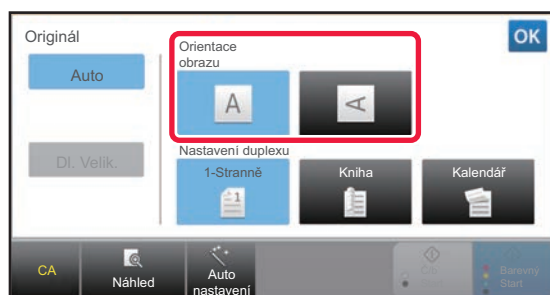 Originál
OK
Orientace
obrazu
Auto
A
A
Nastavení duplexu
Dl. Velik.
1-Stranně
Kniha
Kalendář
1
CA
Náhled
Auto
nastavení
Barevný
Start